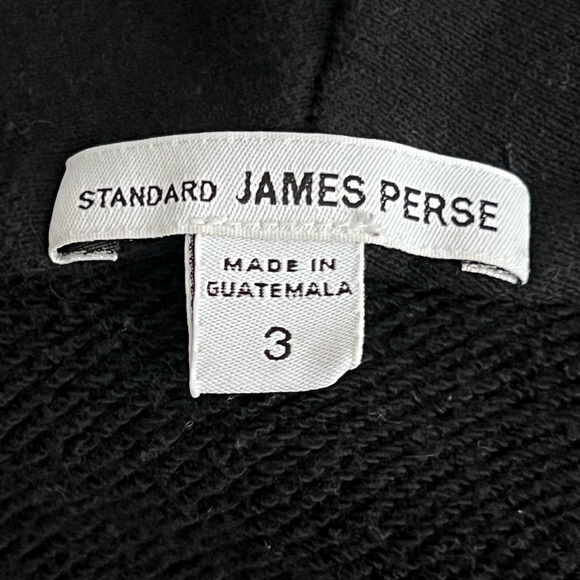 STANDARD JAMES PERSE
MADE IN
GUATEMALA
3